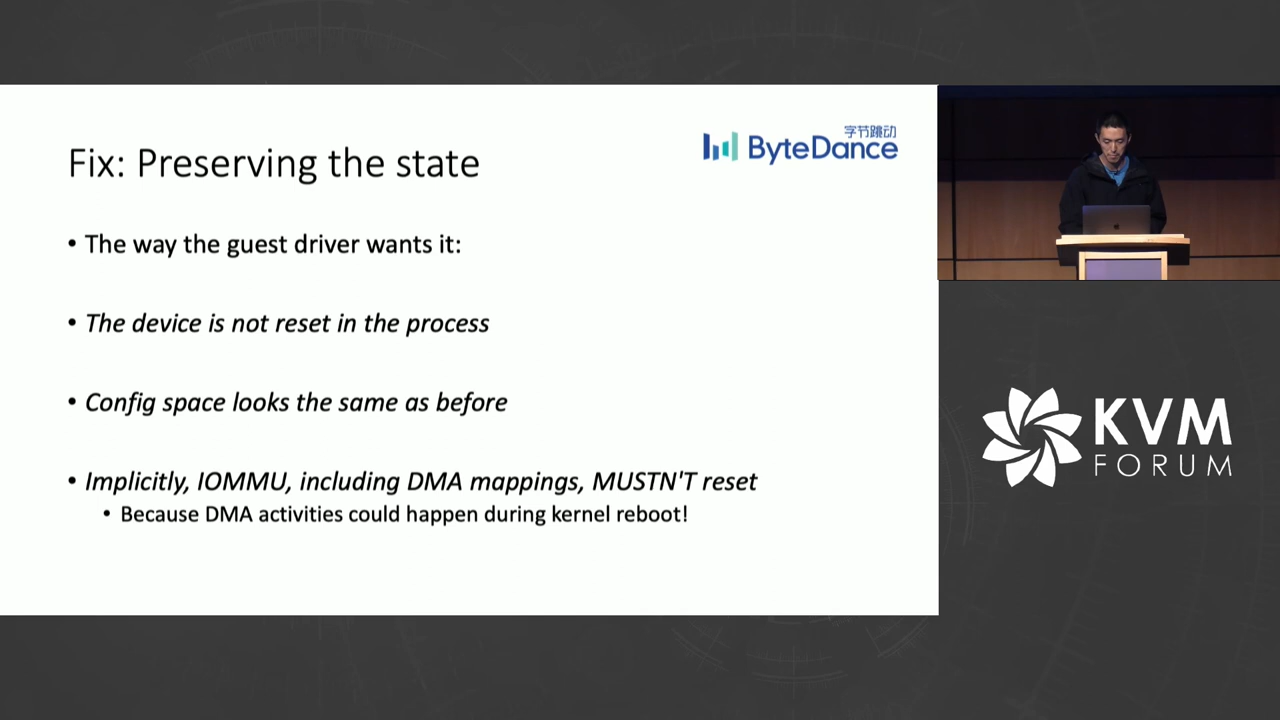 Fix: Preserving the state
字节跳动
ByteDance
• The way the guest driver wants it:
• The device is not reset in the process
• Config space looks the same as before
• Implicitly, IOMMU, including DMA mappings, MUSTN'T reset
• Because DMA activities could happen during kernel reboot!
KVM
FORUM